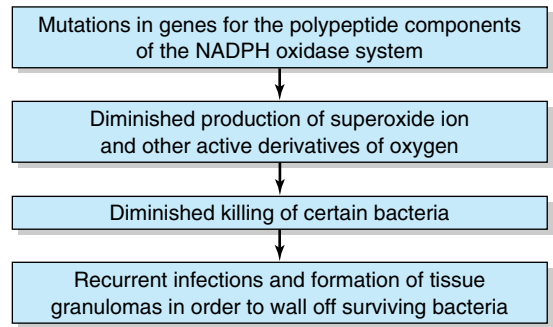 Mutations in genes for the polypeptide components
of the NADPH oxidase system
Diminished production of superoxide ion
and other active derivatives of oxygen
Diminished killing of certain bacteria
Recurrent infections and formation of tissue
granulomas in order to wall off surviving bacteria